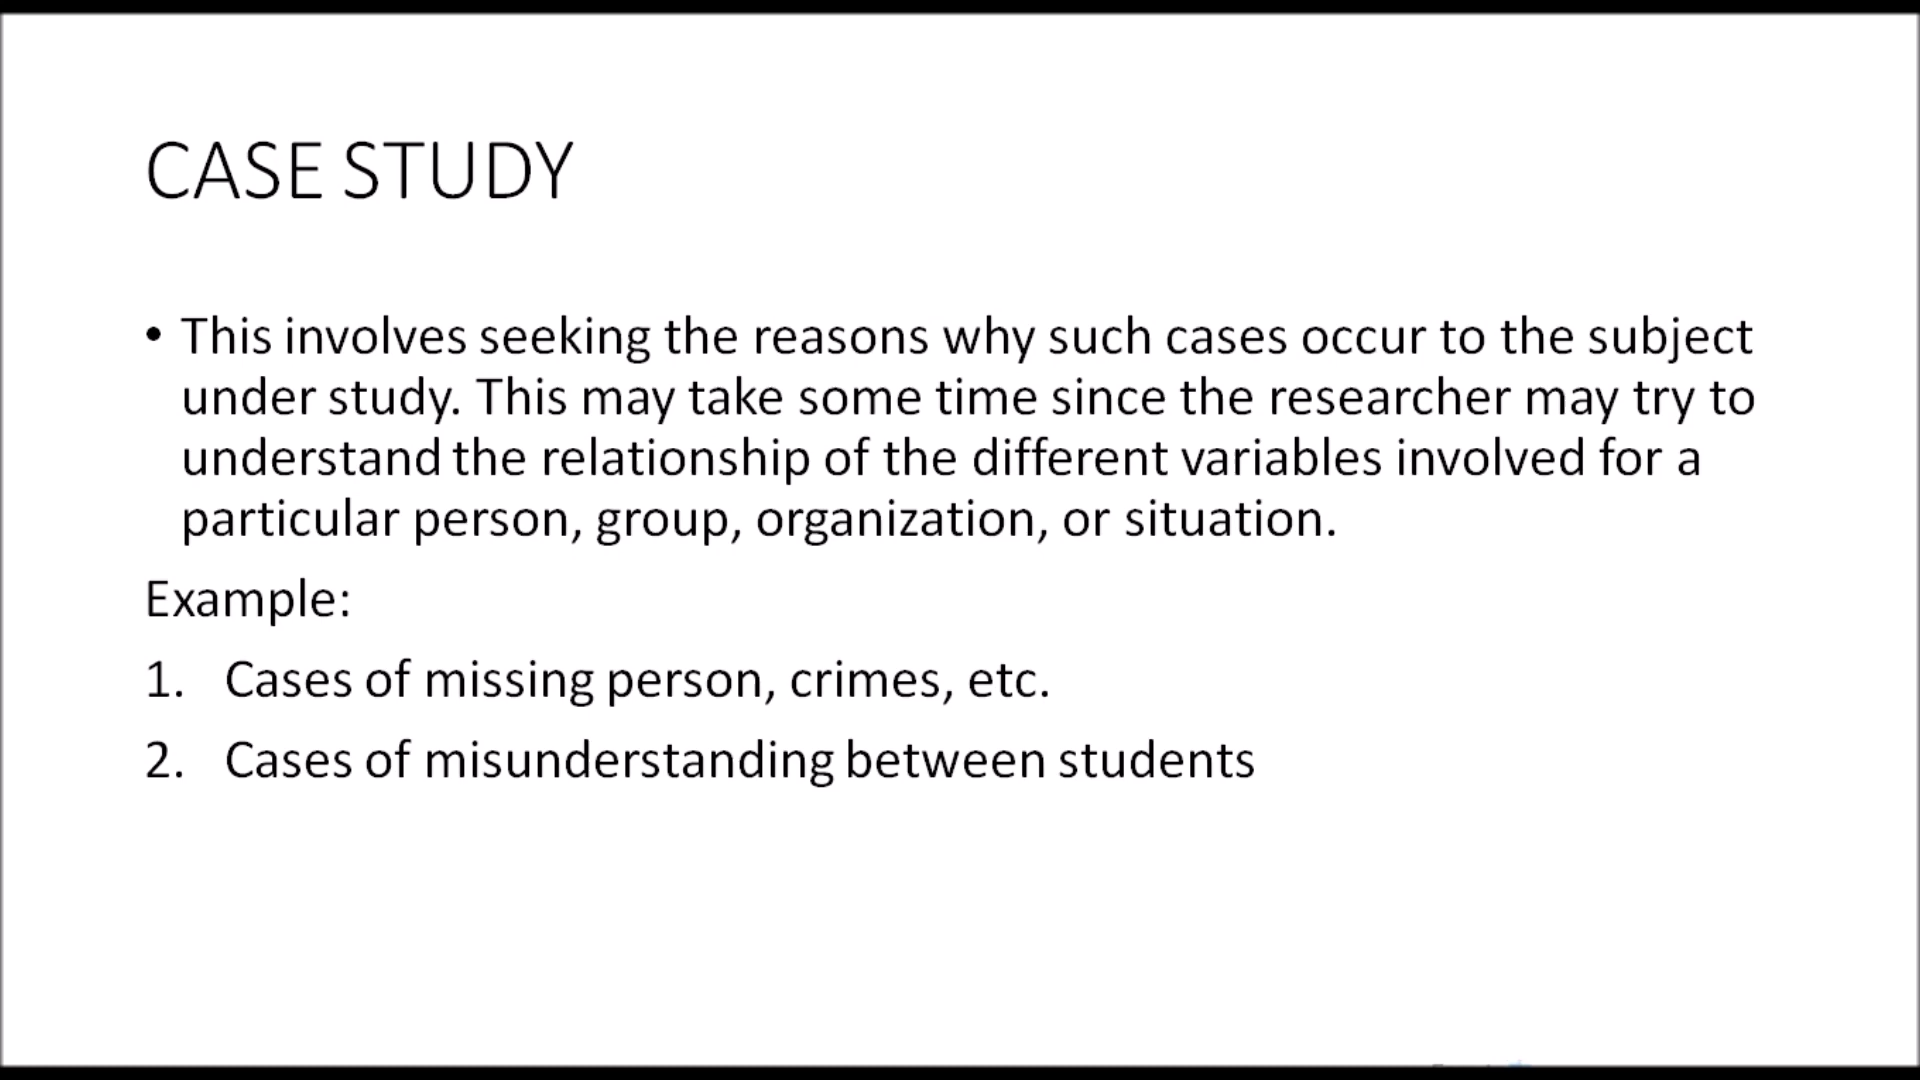 CASE STUDY
• This involves seeking the reasons why such cases occur to the subject
under study. This may take some time since the researcher may try to
understand the relationship of the different variables involved for a
particular person, group, organization, or situation.
Example:
1. Cases of missing person, crimes, etc.
2. Cases of misunderstanding between students